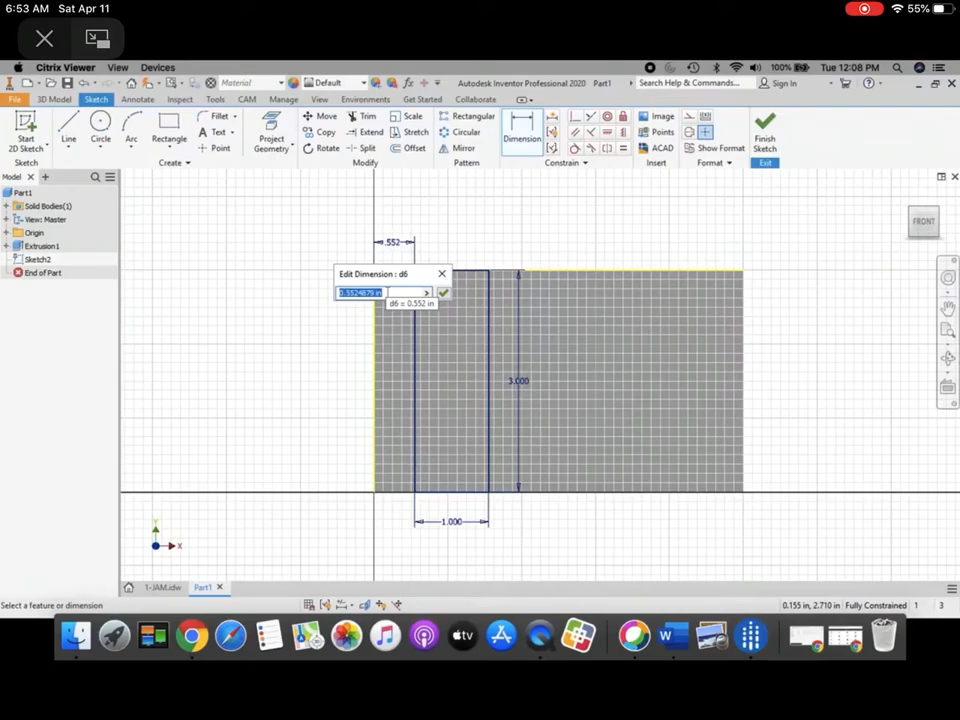 6:53 AM Sat Apr 11 55%
Citrix Viewer View Devices 100% Tue 12:08 PM
Material Default Autodesk Inventor Professional 2020 Part1 Search Help & Commands... Sign In
File 3D Model Sketch Annotate Inspect Tools CAM Manage View Environments Get Started Collaborate
Start
2D Sketch
Line Circle Arc Rectangle
Fillet
Text
Point
Project
Geometry
Move Trim Scale
Copy Extend Stretch
Rotate Split Offset
Rectangular
Circular
Mirror
Dimension
Image
Points
ACAD
Show Format
Finish
Sketch
Sketch Create Modify Pattern Constrain Insert Format Exit
Model
Part1
Solid Bodies(1)
View: Master
Origin
Extrusion1
Sketch2
End of Part
FRONT
.552
Edit Dimension : d6
0.5524879 in
d6 = 0.552 in
3.000
1.000
Y
X
1-JAM.idw Part1
Select a feature or dimension 0.155 in, 2.710 in Fully Constrained 1 3
tv
W